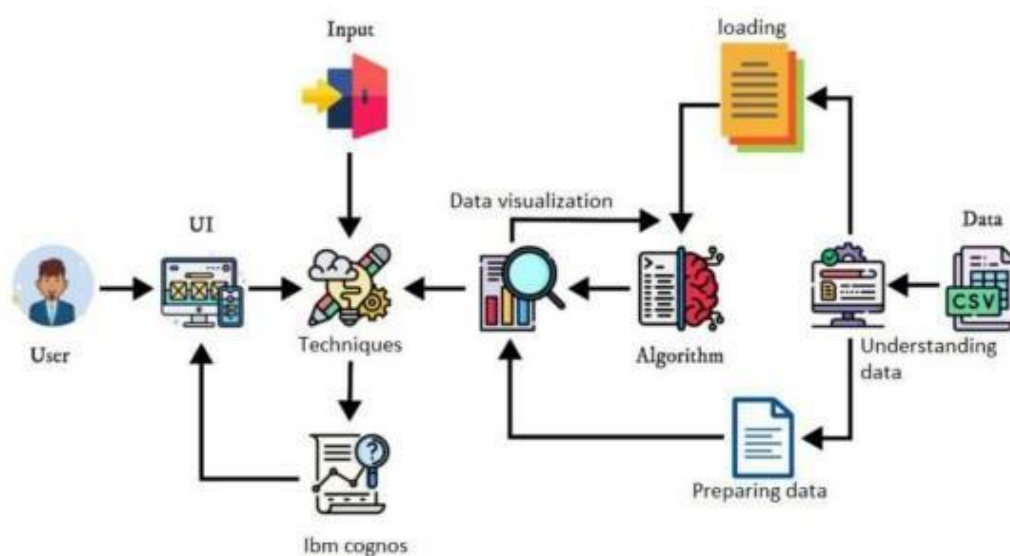 Input
loading
Data visualization
UI
Data
CSV
User
Techniques
Algorithm
Understanding
data
Preparing data
Ibm cognos